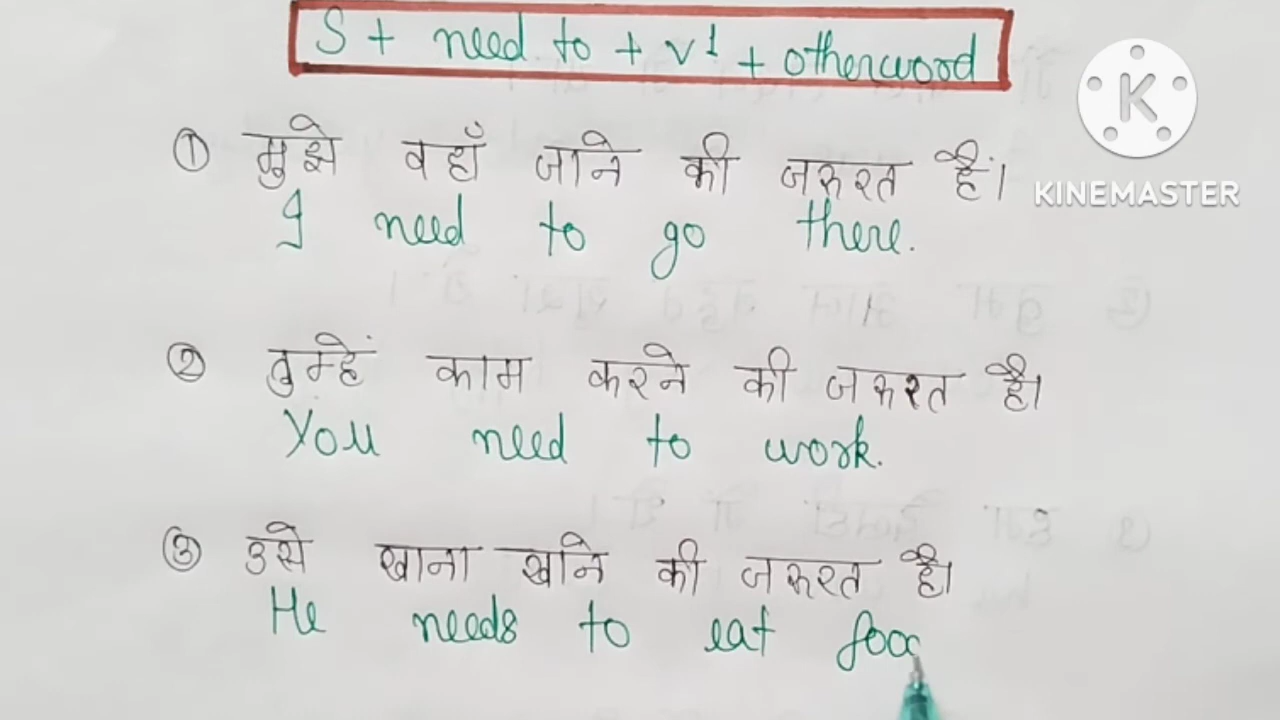 S + need to + v1 + otherword
KINEMASTER
① मुझे वहाँ जाने की जरूरत हैं।
I need to go there.
② तुम्हें काम करने की जरूरत है।
You need to work.
③ उसे खाना खाने की जरूरत है।
He needs to eat foo